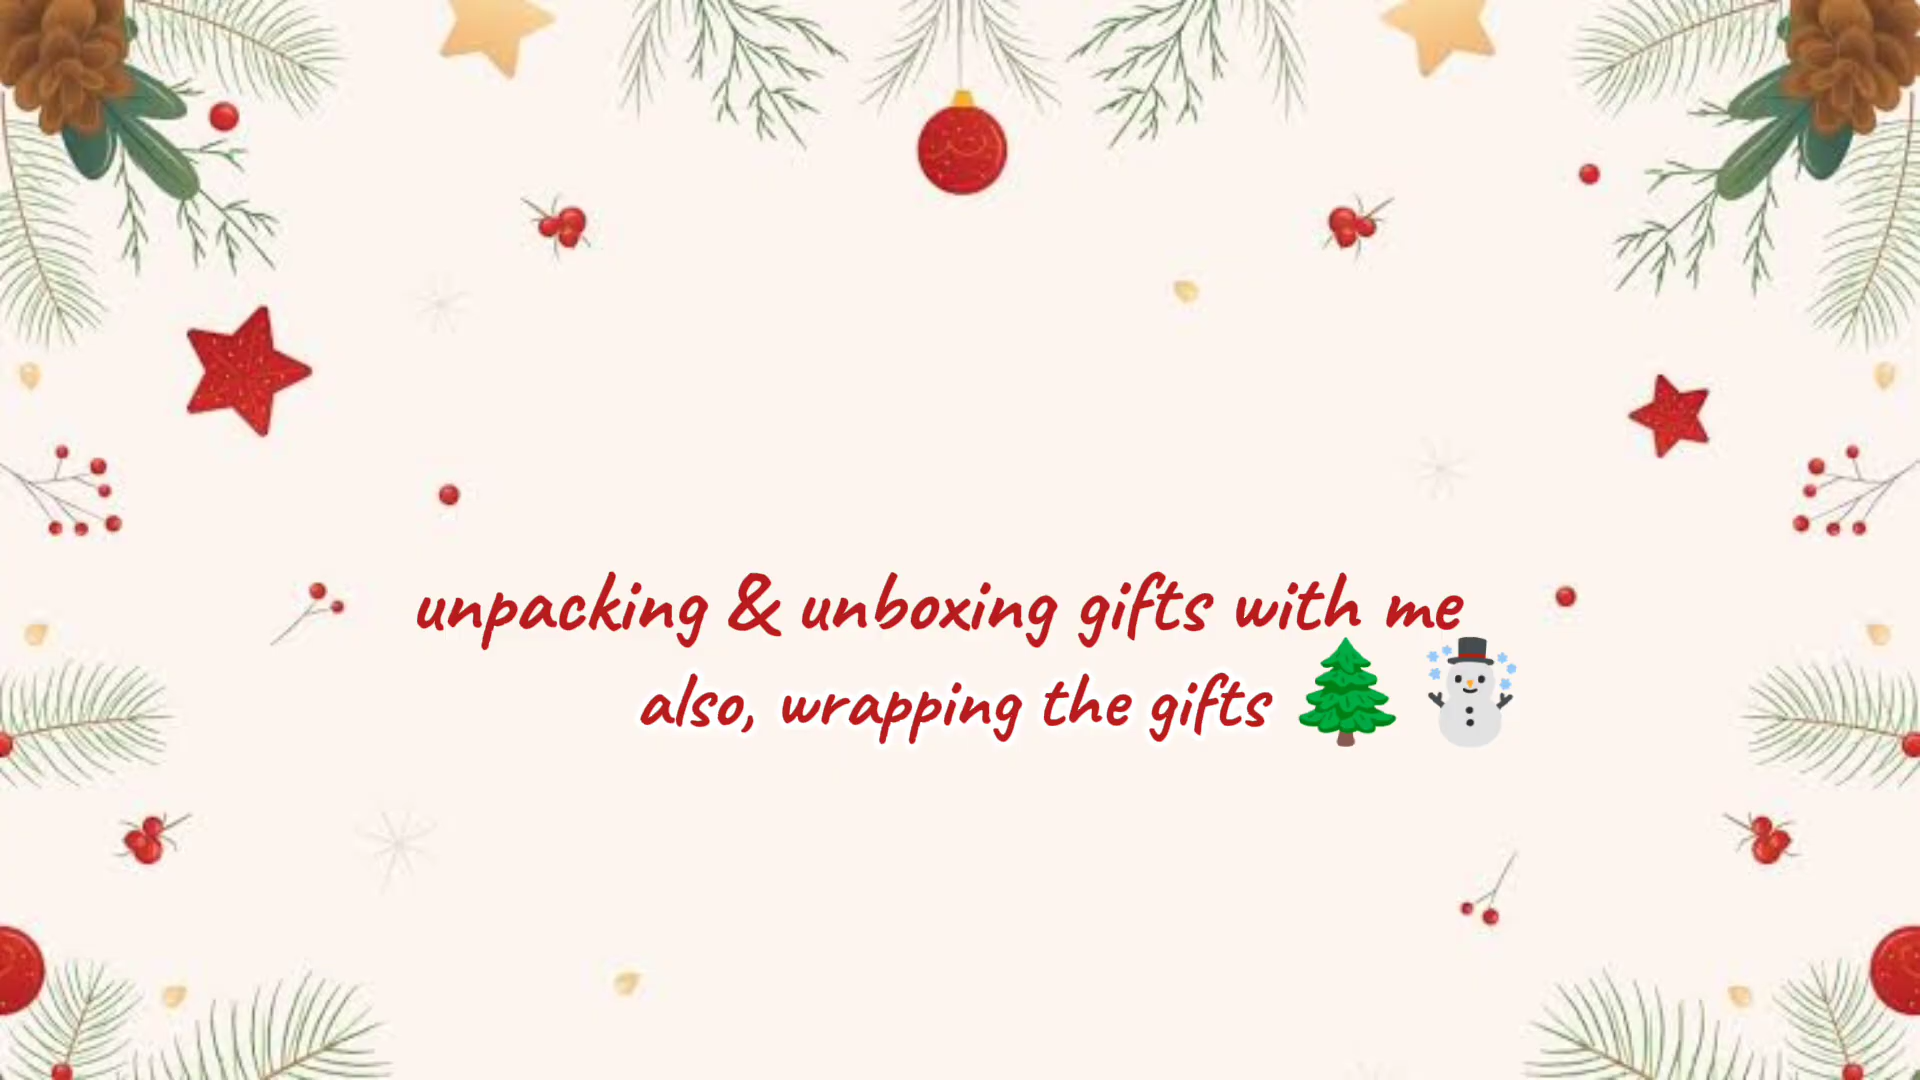 unpacking & unboxing gifts with me
also, wrapping the gifts 🌲 ☃️